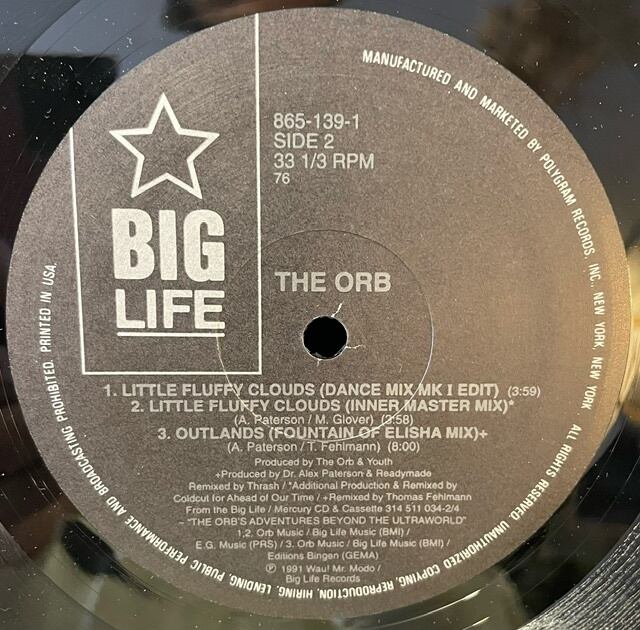 BIG
LIFE
865-139-1
SIDE 2
33 1/3 RPM
76
THE ORB
1. LITTLE FLUFFY CLOUDS (DANCE MIX MK I EDIT) (3:59)
2. LITTLE FLUFFY CLOUDS (INNER MASTER MIX)*
(A. Paterson / M. Glover) (3:58)
3. OUTLANDS (FOUNTAIN OF ELISHA MIX)+
(A. Paterson / T. Fehlmann) (8:00)
Produced by The Orb & Youth
+Produced by Dr. Alex Paterson & Readymade
Remixed by Thrash / *Additional Production & Remixed by
Coldcut for Ahead of Our Time / +Remixed by Thomas Fehlmann
From the Big Life / Mercury CD & Cassette 314 511 034-2/4
– "THE ORB'S ADVENTURES BEYOND THE ULTRAWORLD"
1,2. Orb Music / Big Life Music (BMI) /
E.G. Music (PRS) / 3. Orb Music / Big Life Music (BMI) /
Editions Bingen (GEMA)
℗ 1991 Wau! Mr. Modo /
Big Life Records
MANUFACTURED AND MARKETED BY POLYGRAM RECORDS, INC., NEW YORK, NEW YORK ALL RIGHTS RESERVED UNAUTHORIZED COPYING, REPRODUCTION, HIRING, LENDING, PUBLIC PERFORMANCE AND BROADCASTING PROHIBITED. PRINTED IN USA.